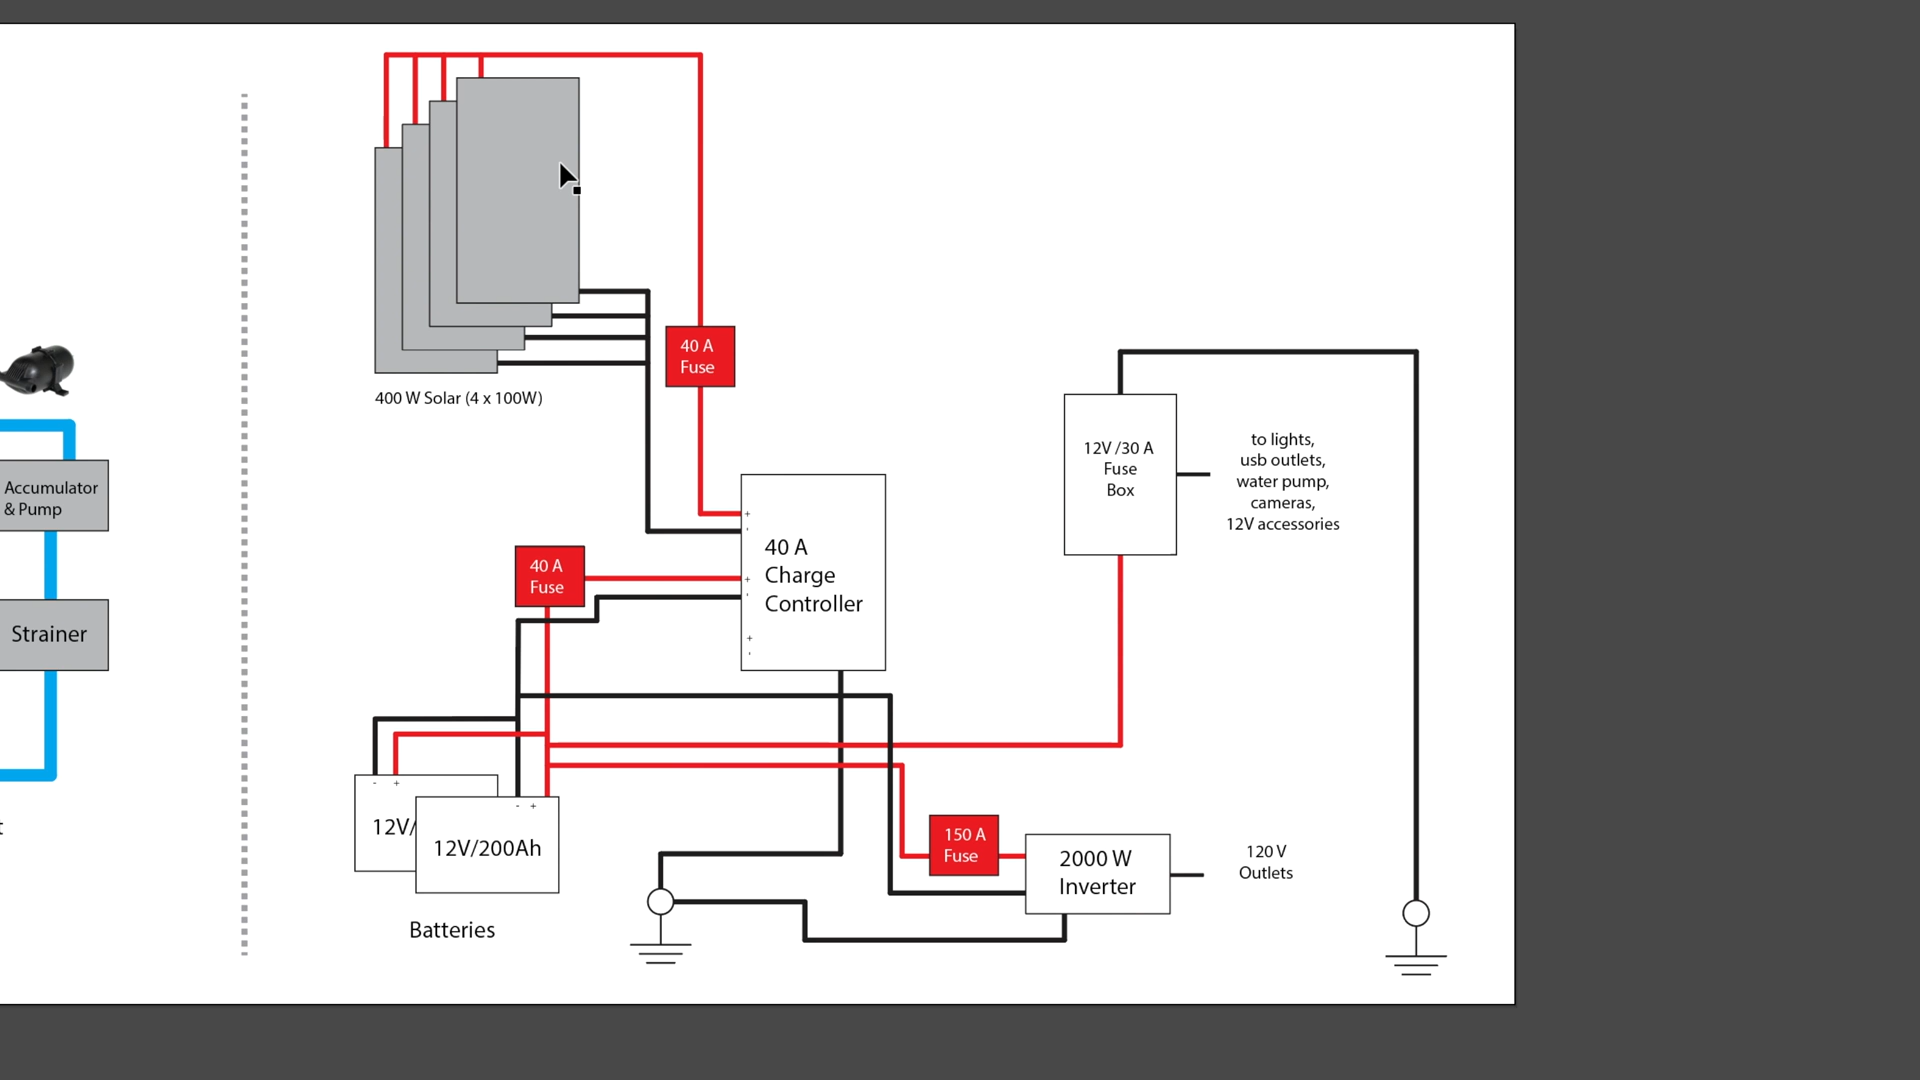 Accumulator
& Pump
Strainer
400 W Solar (4 x 100W)
40 A
Fuse
40 A
Fuse
+
-
+
-
+
-
40 A
Charge
Controller
12V /30 A
Fuse
Box
to lights,
usb outlets,
water pump,
cameras,
12V accessories
- +
12V/
- +
12V/200Ah
Batteries
150 A
Fuse
2000 W
Inverter
120 V
Outlets
t